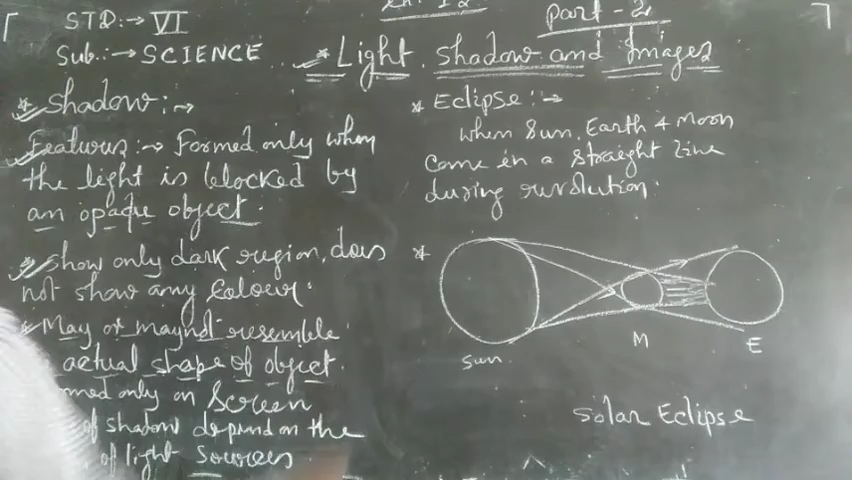 STD:→ VI
Part - 2
Sub.:→ SCIENCE
* Light, shadow and Images
* Shadow:→
Features:→ Formed only when
the light is blocked by
an opaque object.
* Show only dark region, does
not show any Colour.
* May or maynot resemble
actual shape of object.
only on Screen
of shadow depend on the
of light sources
* Eclipse:→
when Sun, Earth & Moon
come in a straight line
during revolution.
*
Sun
M
E
Solar Eclipse